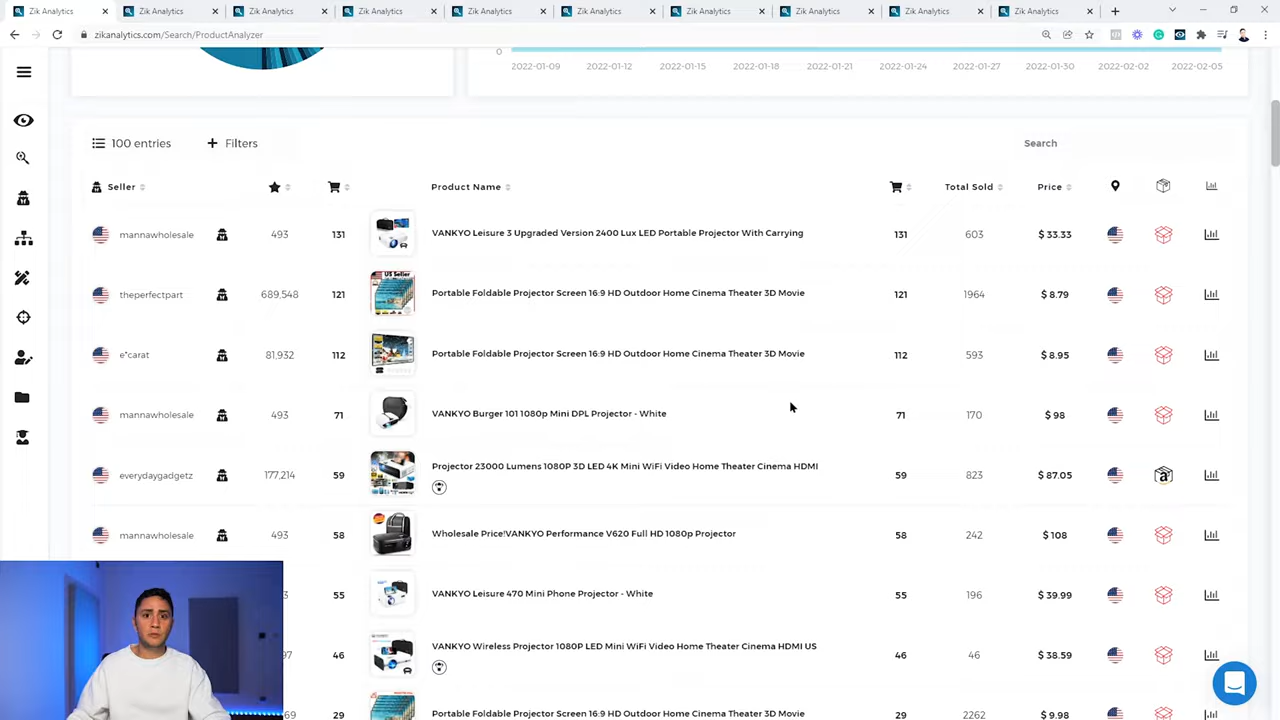 Zik Analytics Zik Analytics Zik Analytics Zik Analytics Zik Analytics Zik Analytics Zik Analytics Zik Analytics Zik Analytics Zik Analytics
zikanalytics.com/Search/ProductAnalyzer
0
2022-01-09 2022-01-12 2022-01-15 2022-01-18 2022-01-21 2022-01-24 2022-01-27 2022-01-30 2022-02-02 2022-02-05
100 entries + Filters Search
Seller Product Name Total Sold Price
mannawholesale 493 131 VANKYO Leisure 3 Upgraded Version 2400 Lux LED Portable Projector With Carrying 131 603 $ 33.33
theperfectpart 689,548 121 US Seller Portable Foldable Projector Screen 16:9 HD Outdoor Home Cinema Theater 3D Movie 121 1964 $ 8.79
e*carat 81,932 112 Portable Foldable Projector Screen 16:9 HD Outdoor Home Cinema Theater 3D Movie 112 593 $ 8.95
mannawholesale 493 71 VANKYO Burger 101 1080p Mini DPL Projector - White 71 170 $ 98
everydaygadgetz 177,214 59 Projector 23000 Lumens 1080P 3D LED 4K Mini WiFi Video Home Theater Cinema HDMI 59 823 $ 87.05
mannawholesale 493 58 Wholesale Price!VANKYO Performance V620 Full HD 1080p Projector 58 242 $ 108
3 55 VANKYO Leisure 470 Mini Phone Projector - White 55 196 $ 39.99
97 46 VANKYO Wireless Projector 1080P LED Mini WiFi Video Home Theater Cinema HDMI US 46 46 $ 38.59
69 29 Portable Foldable Projector Screen 16:9 HD Outdoor Home Cinema Theater 3D Movie 29 2262 $ 9.98